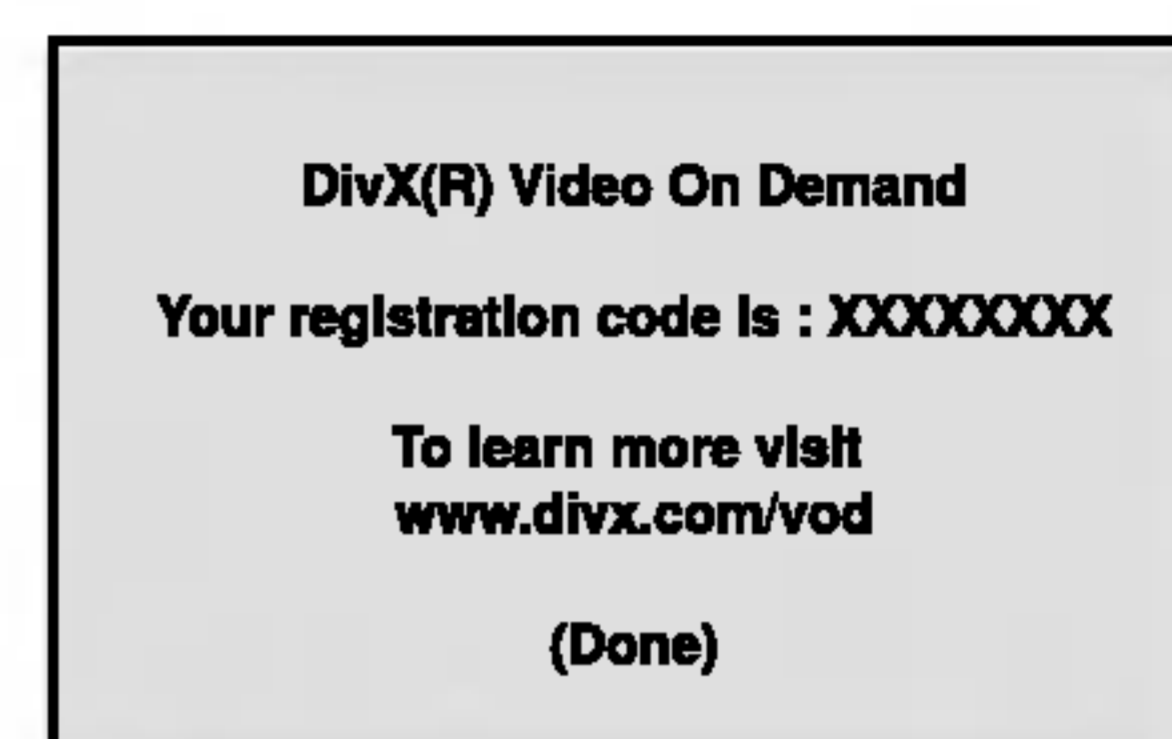 DivX(R) Video On Demand
Your registration code is : XXXXXXXX
To learn more visit
www.divx.com/vod
(Done)